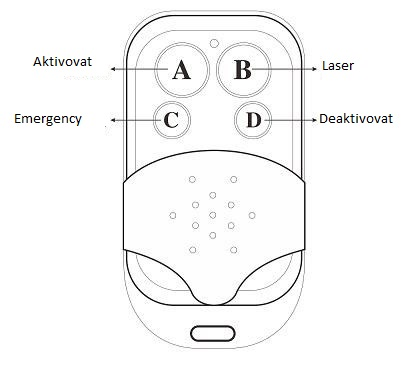 Aktivovat
A
B
Laser
Emergency
C
D
Deaktivovat